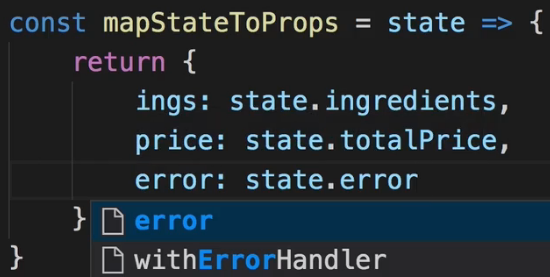 const mapStateToProps = state => {
return {
ings: state.ingredients,
price: state.totalPrice,
error: state.error
} error
withErrorHandler
}